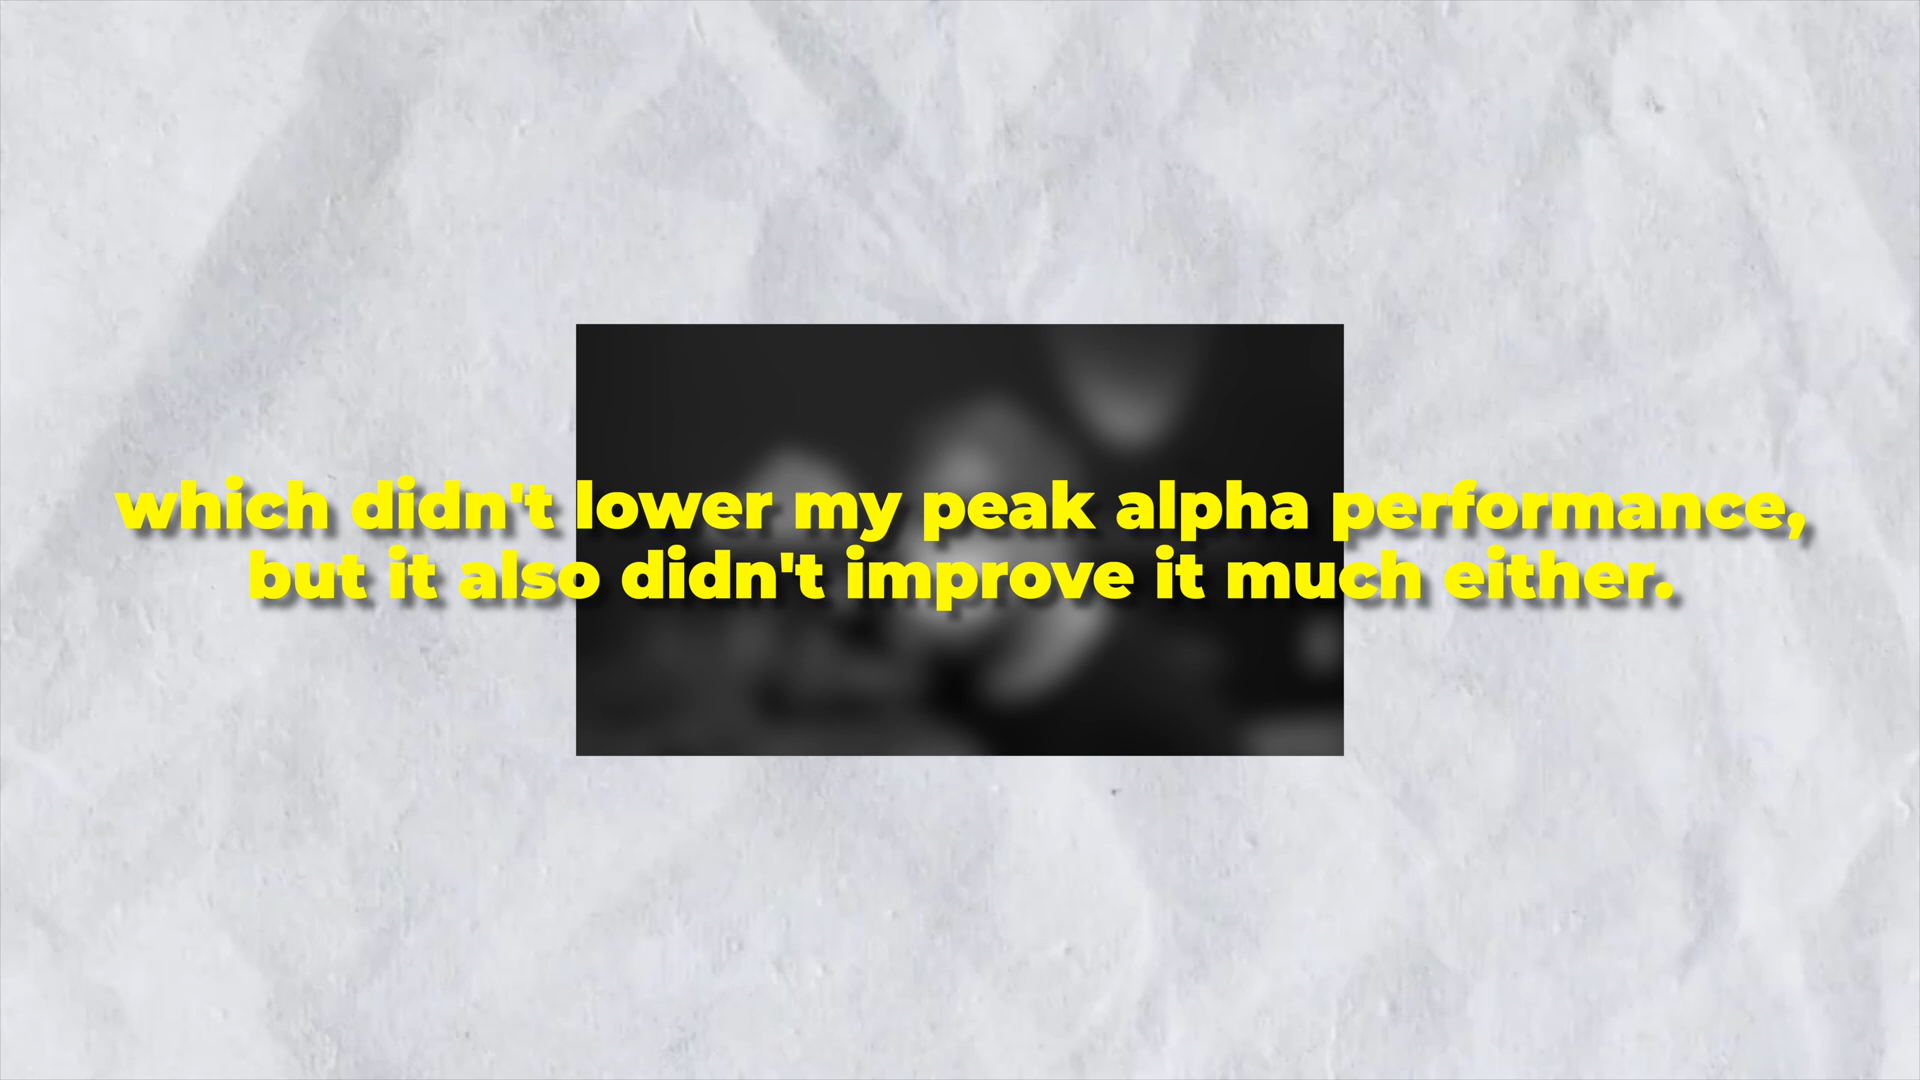 which didn't lower my peak alpha performance,
but it also didn't improve it much either.